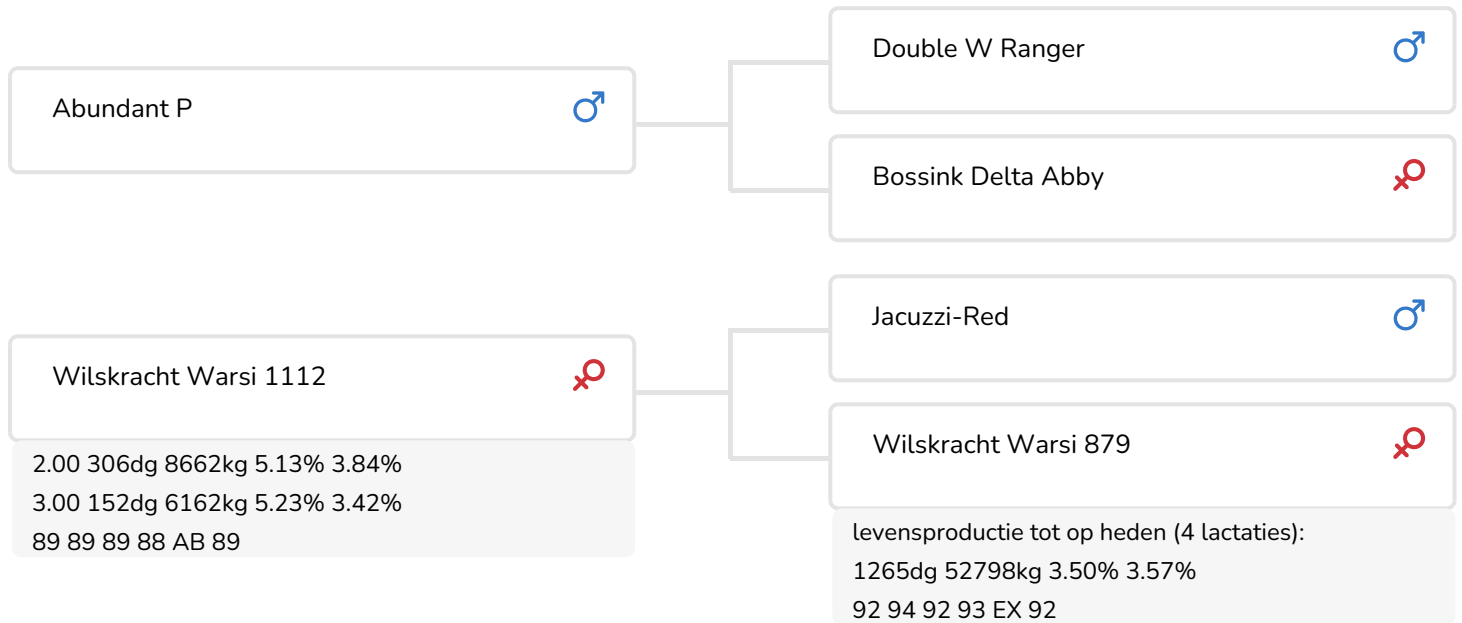 Double W Ranger
Abundant P
Bossink Delta Abby
Jacuzzi-Red
Wilskracht Warsi 1112
2.00 306dg 8662kg 5.13% 3.84%
3.00 152dg 6162kg 5.23% 3.42%
89 89 89 88 AB 89
Wilskracht Warsi 879
levensproductie tot op heden (4 lactaties):
1265dg 52798kg 3.50% 3.57%
92 94 92 93 EX 92